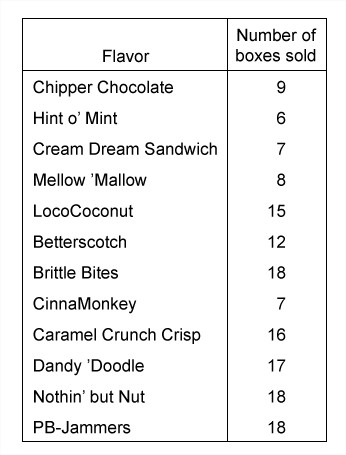 Flavor Number of boxes sold
Chipper Chocolate 9
Hint o’ Mint 6
Cream Dream Sandwich 7
Mellow ’Mallow 8
LocoCoconut 15
Betterscotch 12
Brittle Bites 18
CinnaMonkey 7
Caramel Crunch Crisp 16
Dandy ’Doodle 17
Nothin’ but Nut 18
PB-Jammers 18